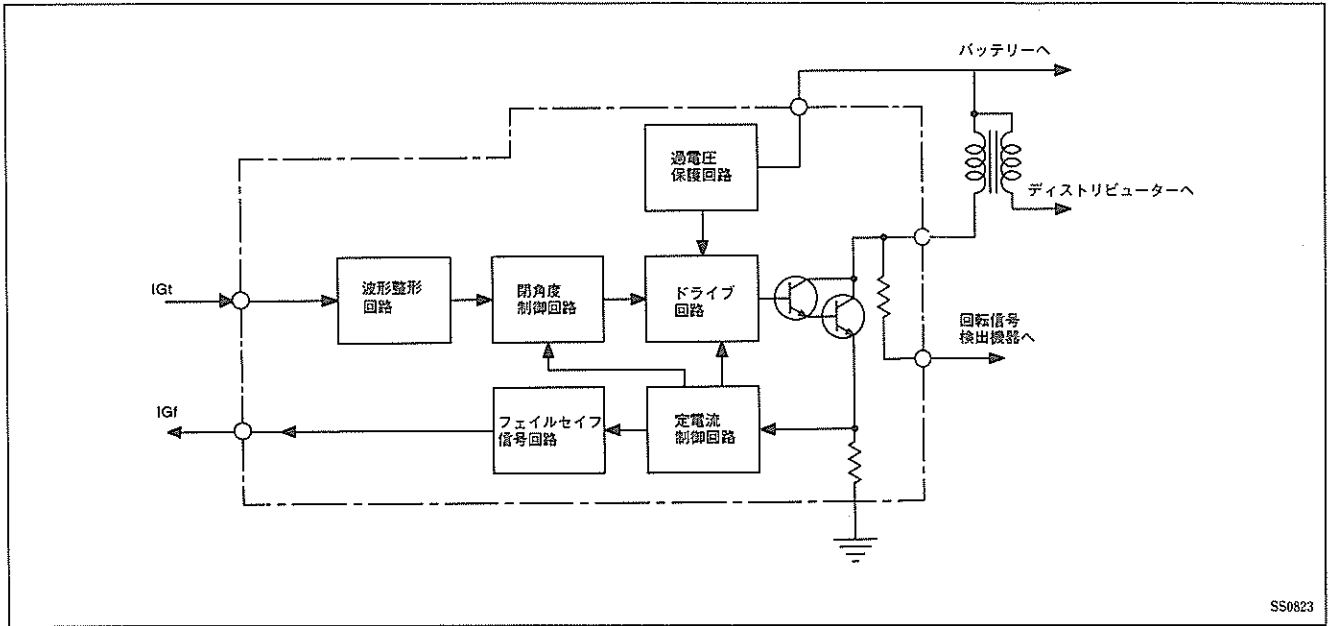 バッテリーへ
過電圧
保護回路
ディストリビューターへ
IGt
波形整形
回路
閉角度
制御回路
ドライブ
回路
回転信号
検出機器へ
IGf
フェイルセイフ
信号回路
定電流
制御回路
SS0823